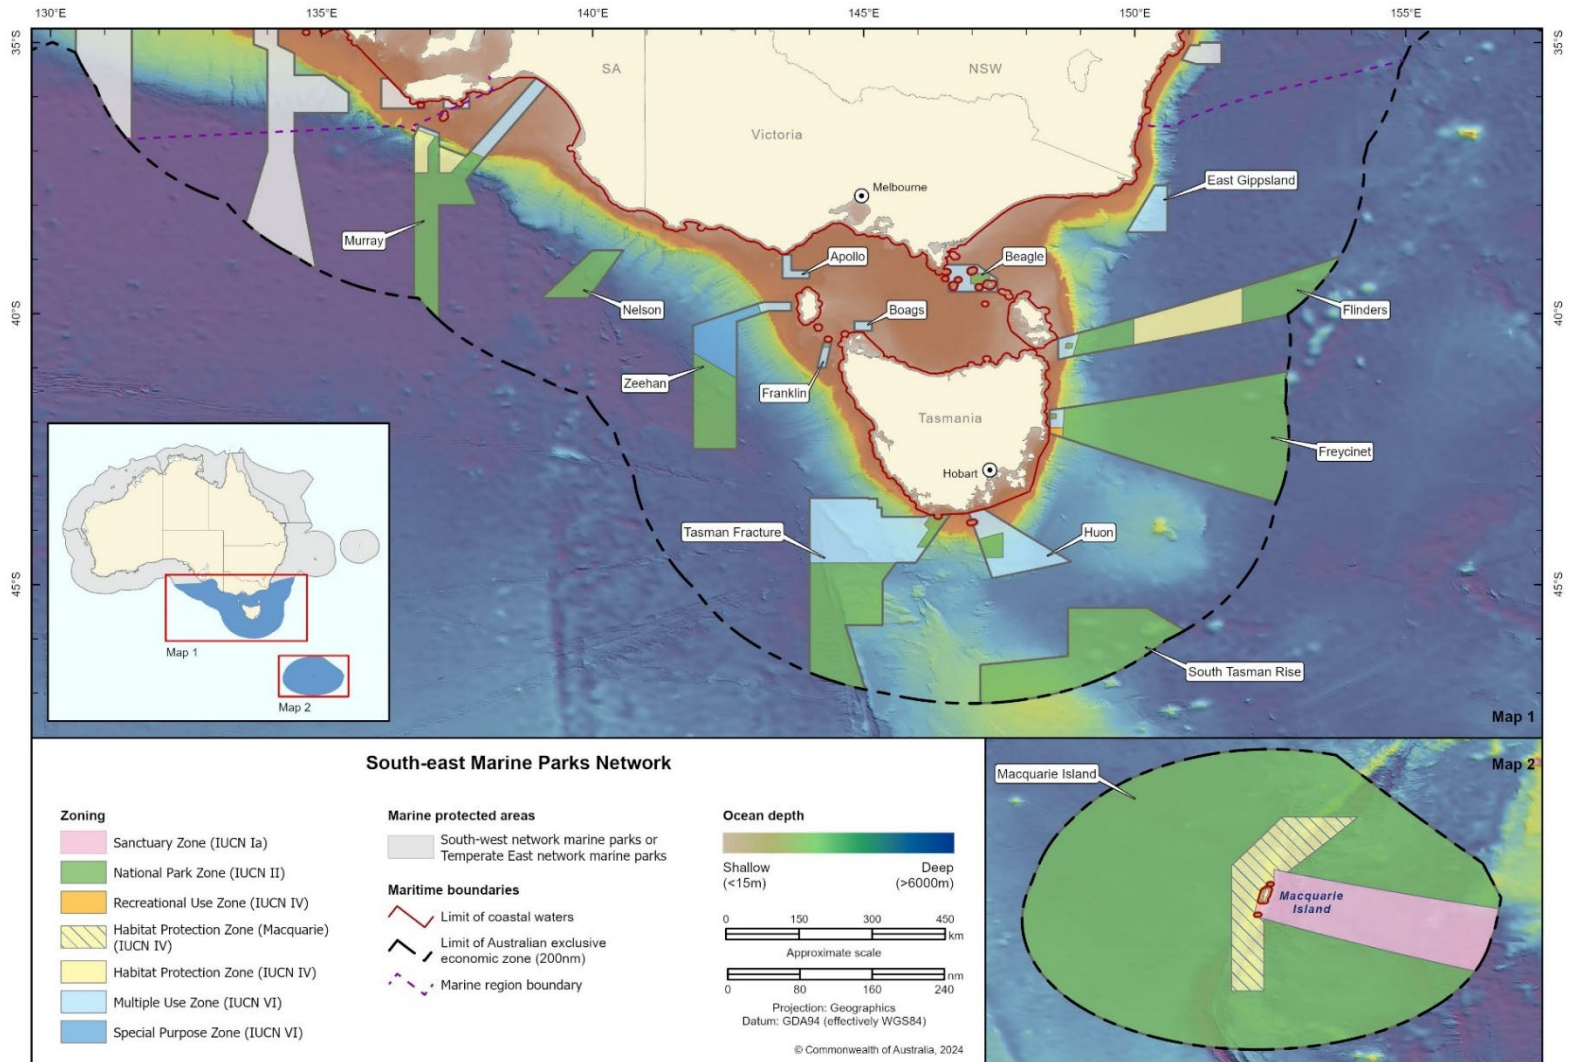 130°E
135°E
140°E
145°E
150°E
155°E
35°S
35°S
SA
NSW
Victoria
Melbourne
East Gippsland
Murray
Apollo
Beagle
Nelson
Boags
Flinders
40°S
40°S
Zeehan
Franklin
Tasmania
Freycinet
Hobart
Tasman Fracture
Huon
45°S
45°S
South Tasman Rise
Map 1
Map 2
Map 1
South-east Marine Parks Network
Zoning
Sanctuary Zone (IUCN Ia)
National Park Zone (IUCN II)
Recreational Use Zone (IUCN IV)
Habitat Protection Zone (Macquarie)
(IUCN IV)
Habitat Protection Zone (IUCN IV)
Multiple Use Zone (IUCN VI)
Special Purpose Zone (IUCN VI)
Marine protected areas
South-west network marine parks or
Temperate East network marine parks
Maritime boundaries
Limit of coastal waters
Limit of Australian exclusive
economic zone (200nm)
Marine region boundary
Ocean depth
Shallow
(<15m)
Deep
(>6000m)
0 150 300 450
km
Approximate scale
nm
0 80 160 240
Projection: Geographics
Datum: GDA94 (effectively WGS84)
© Commonwealth of Australia, 2024
Map 2
Macquarie Island
Macquarie
Island